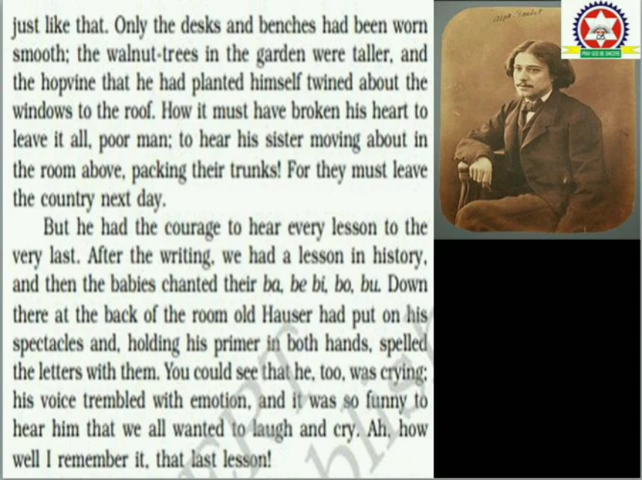 just like that. Only the desks and benches had been worn
smooth; the walnut-trees in the garden were taller, and
the hopvine that he had planted himself twined about the
windows to the roof. How it must have broken his heart to
leave it all, poor man; to hear his sister moving about in
the room above, packing their trunks! For they must leave
the country next day.
But he had the courage to hear every lesson to the
very last. After the writing, we had a lesson in history,
and then the babies chanted their ba, be bi, bo, bu. Down
there at the back of the room old Hauser had put on his
spectacles and, holding his primer in both hands, spelled
the letters with them. You could see that he, too, was crying;
his voice trembled with emotion, and it was so funny to
hear him that we all wanted to laugh and cry. Ah, how
well I remember it, that last lesson!